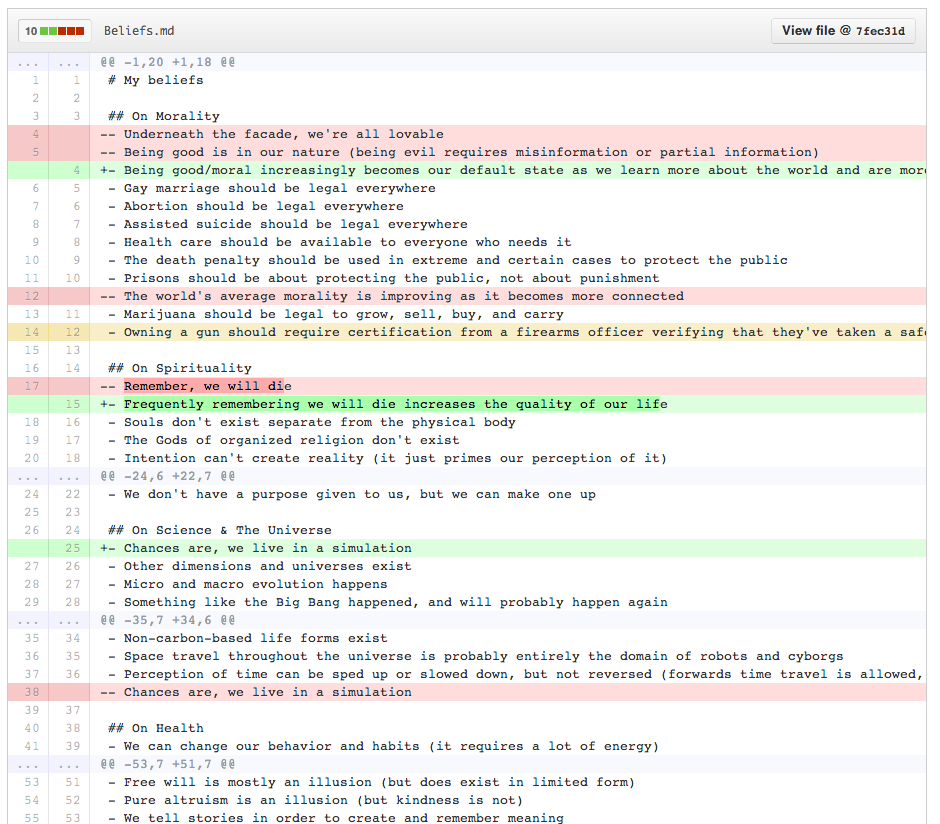 10 Beliefs.md View file @ 7fec31d
... ... @@ -1,20 +1,18 @@
1 1 # My beliefs
2 2
3 3 ## On Morality
4 -- Underneath the facade, we're all lovable
5 -- Being good is in our nature (being evil requires misinformation or partial information)
4 +- Being good/moral increasingly becomes our default state as we learn more about the world and are more
6 5 - Gay marriage should be legal everywhere
7 6 - Abortion should be legal everywhere
8 7 - Assisted suicide should be legal everywhere
9 8 - Health care should be available to everyone who needs it
10 9 - The death penalty should be used in extreme and certain cases to protect the public
11 10 - Prisons should be about protecting the public, not about punishment
12 -- The world's average morality is improving as it becomes more connected
13 11 - Marijuana should be legal to grow, sell, buy, and carry
14 12 - Owning a gun should require certification from a firearms officer verifying that they've taken a safe
15 13
16 14 ## On Spirituality
17 -- Remember, we will die
15 +- Frequently remembering we will die increases the quality of our life
18 16 - Souls don't exist separate from the physical body
19 17 - The Gods of organized religion don't exist
20 18 - Intention can't create reality (it just primes our perception of it)
... ... @@ -24,6 +22,7 @@
24 22 - We don't have a purpose given to us, but we can make one up
25 23
26 24 ## On Science & The Universe
25 +- Chances are, we live in a simulation
27 26 - Other dimensions and universes exist
28 27 - Micro and macro evolution happens
29 28 - Something like the Big Bang happened, and will probably happen again
... ... @@ -35,7 +34,6 @@
35 34 - Non-carbon-based life forms exist
36 35 - Space travel throughout the universe is probably entirely the domain of robots and cyborgs
37 36 - Perception of time can be sped up or slowed down, but not reversed (forwards time travel is allowed,
38 -- Chances are, we live in a simulation
39 37
40 38 ## On Health
41 39 - We can change our behavior and habits (it requires a lot of energy)
... ... @@ -53,7 +51,7 @@
53 51 - Free will is mostly an illusion (but does exist in limited form)
54 52 - Pure altruism is an illusion (but kindness is not)
55 53 - We tell stories in order to create and remember meaning